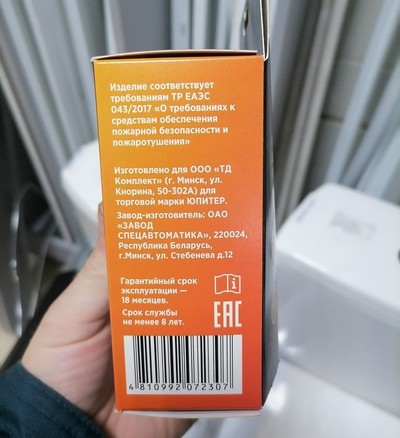 Изделие соответствует
требованиям ТР ЕАЭС
043/2017 «О требованиях к
средствам обеспечения
пожарной безопасности и
пожаротушения»
Изготовлено для ООО «ТД
Комплект» (г. Минск, ул.
Кнорина, 50-302А) для
торговой марки ЮПИТЕР.
Завод-изготовитель: ОАО
«ЗАВОД
СПЕЦАВТОМАТИКА», 220024,
Республика Беларусь,
г.Минск, ул. Стебенева д.12
Гарантийный срок
эксплуатации —
18 месяцев.
Срок службы
не менее 8 лет.
EAC
4 810992 072307